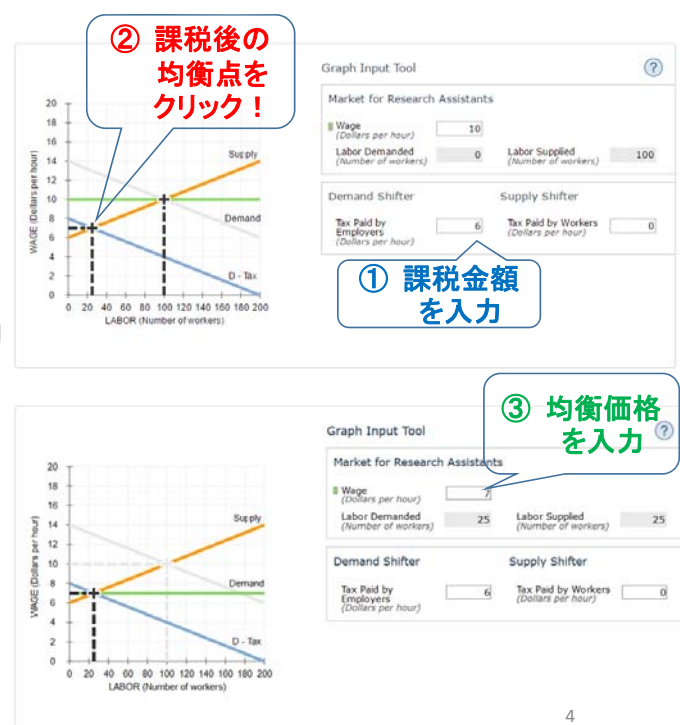 ② 課税後の
均衡点を
クリック！
Graph Input Tool
?
Market for Research Assistants
Wage
(Dollars per hour)
10
Labor Demanded
(Number of workers)
0
Labor Supplied
(Number of workers)
100
Demand Shifter
Supply Shifter
Tax Paid by
Employers
(Dollars per hour)
6
Tax Paid by Workers
(Dollars per hour)
0
① 課税金額
を入力
WAGE (Dollars per hour)
20
18
16
14
12
10
8
6
4
2
0
Supply
Demand
D - Tax
0 20 40 60 80 100 120 140 160 180 200
LABOR (Number of workers)
③ 均衡価格
を入力
Graph Input Tool
?
Market for Research Assistants
Wage
(Dollars per hour)
7
Labor Demanded
(Number of workers)
25
Labor Supplied
(Number of workers)
25
Demand Shifter
Supply Shifter
Tax Paid by
Employers
(Dollars per hour)
6
Tax Paid by Workers
(Dollars per hour)
0
WAGE (Dollars per hour)
20
18
16
14
12
10
8
6
4
2
0
Supply
Demand
D - Tax
0 20 40 60 80 100 120 140 160 180 200
LABOR (Number of workers)
4